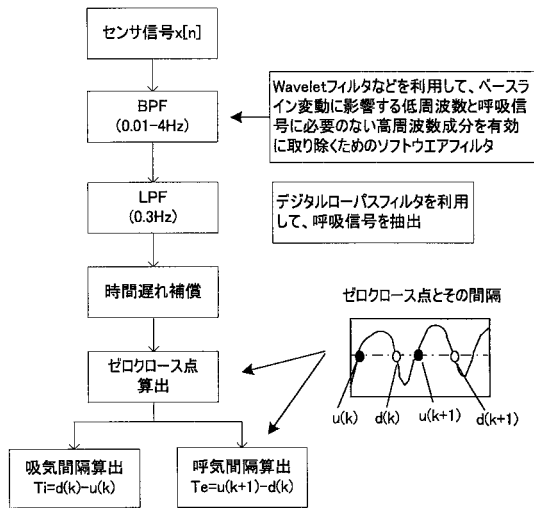 センサ信号x[n]
BPF
(0.01-4Hz)
Waveletフィルタなどを利用して、ベースラ
イン変動に影響する低周波数と呼吸信
号に必要のない高周波数成分を有効
に取り除くためのソフトウエアフィルタ
LPF
(0.3Hz)
デジタルローパスフィルタを利用
して、呼吸信号を抽出
時間遅れ補償
ゼロクロース点とその間隔
ゼロクロース点
算出
u(k)
d(k)
u(k+1)
d(k+1)
吸気間隔算出
Ti=d(k)-u(k)
呼気間隔算出
Te=u(k+1)-d(k)